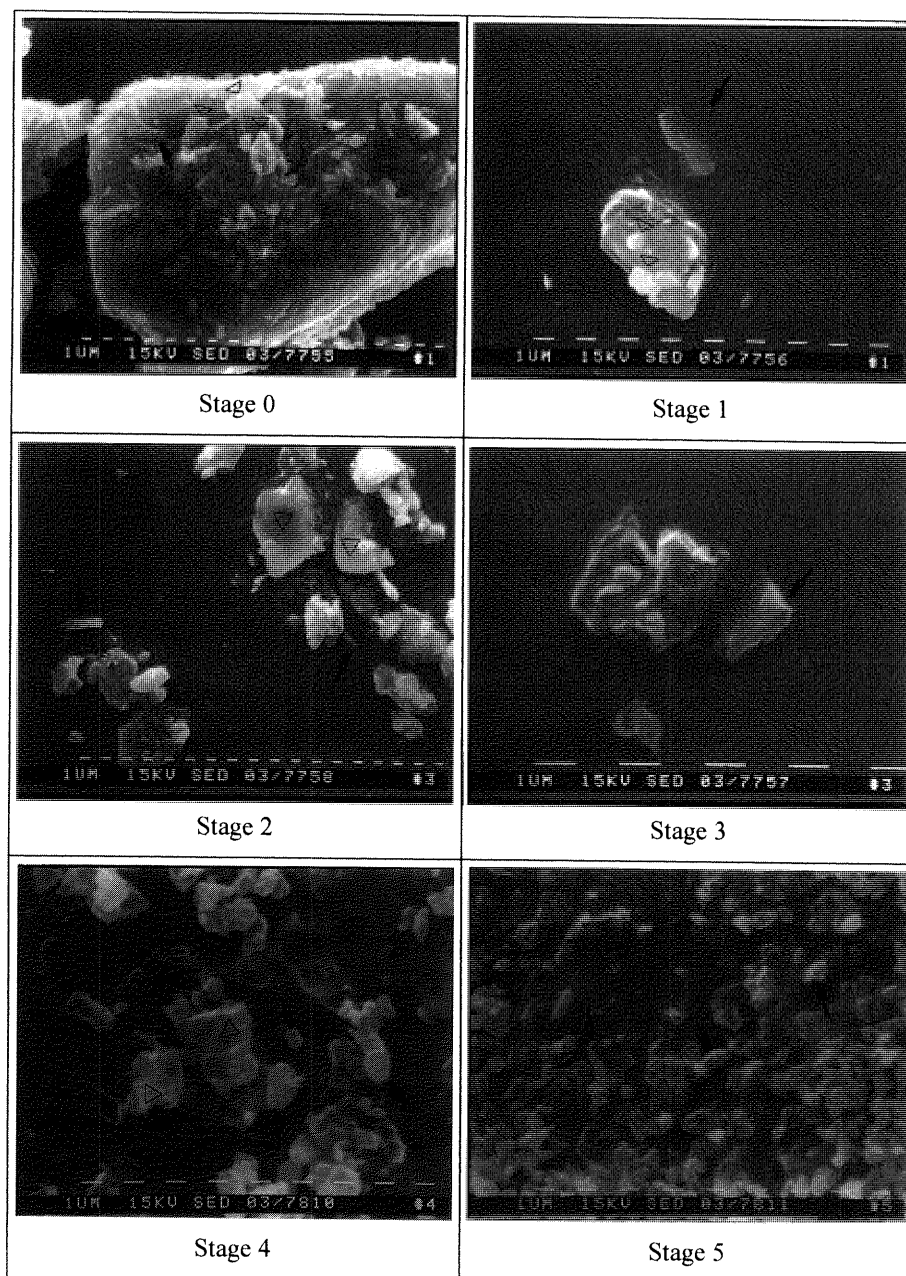 1UM 15KV SED 03/7755 #1
Stage 0
1UM 15KV SED 03/7756 #1
Stage 1
1UM 15KV SED 03/7758 #3
Stage 2
1UM 15KV SED 03/7757 #3
Stage 3
1UM 15KV SED 03/7810 #4
Stage 4
1UM 15KV SED 03/7811 #5
Stage 5